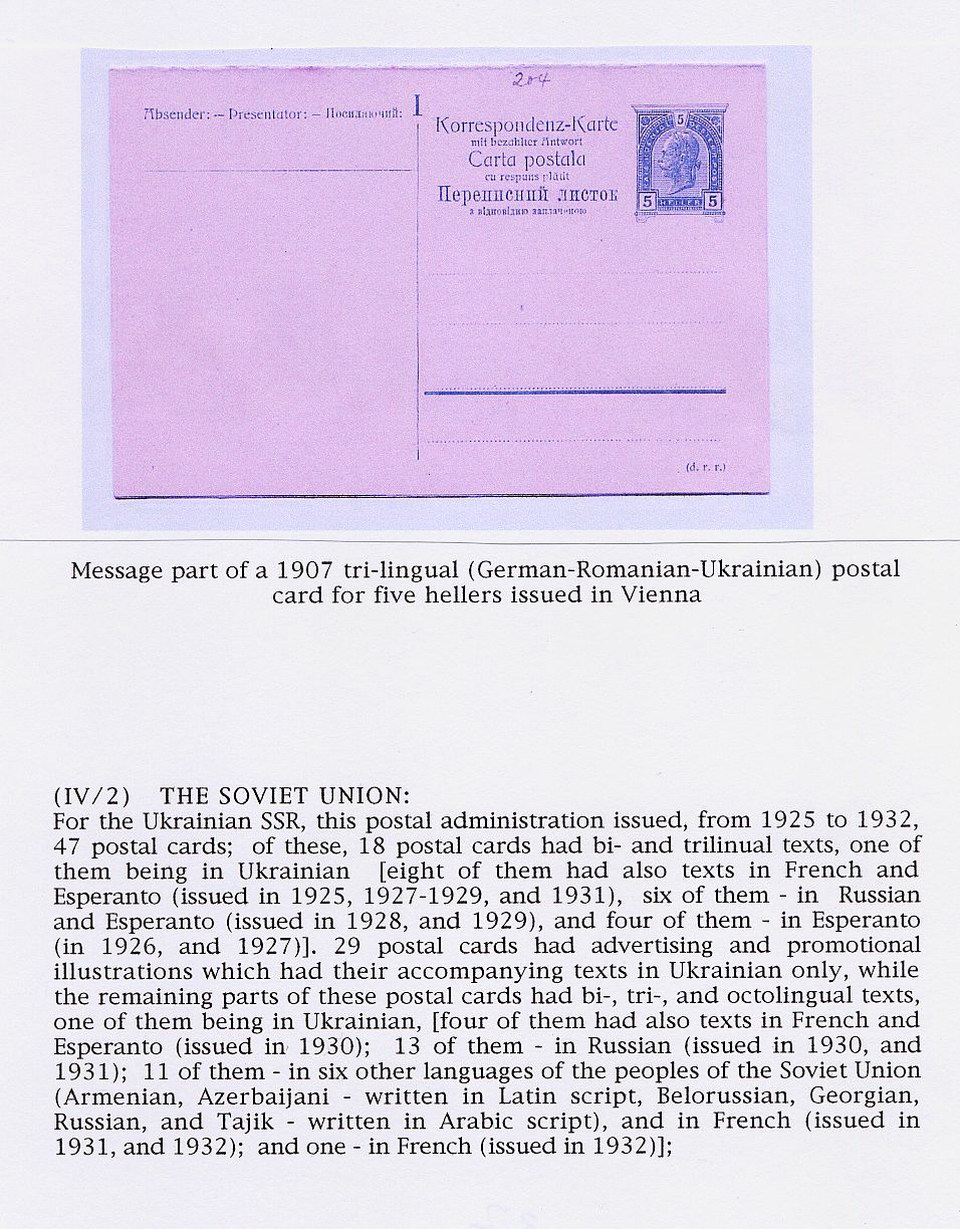 204
Absender: — Presentator: — Посилаючий:
I
Korrespondenz-Karte
mit bezahlter Antwort
Carta postala
cu respuns plătit
Переписний листок
з відповідию заплач-ною
5
5 HELLER 5
(d. r. r.)
Message part of a 1907 tri-lingual (German-Romanian-Ukrainian) postal
card for five hellers issued in Vienna
(IV/2) THE SOVIET UNION:
For the Ukrainian SSR, this postal administration issued, from 1925 to 1932,
47 postal cards; of these, 18 postal cards had bi- and trilinual texts, one of
them being in Ukrainian [eight of them had also texts in French and
Esperanto (issued in 1925, 1927-1929, and 1931), six of them - in Russian
and Esperanto (issued in 1928, and 1929), and four of them - in Esperanto
(in 1926, and 1927)]. 29 postal cards had advertising and promotional
illustrations which had their accompanying texts in Ukrainian only, while
the remaining parts of these postal cards had bi-, tri-, and octolingual texts,
one of them being in Ukrainian, [four of them had also texts in French and
Esperanto (issued in 1930); 13 of them - in Russian (issued in 1930, and
1931); 11 of them - in six other languages of the peoples of the Soviet Union
(Armenian, Azerbaijani - written in Latin script, Belorussian, Georgian,
Russian, and Tajik - written in Arabic script), and in French (issued in
1931, and 1932); and one - in French (issued in 1932)];